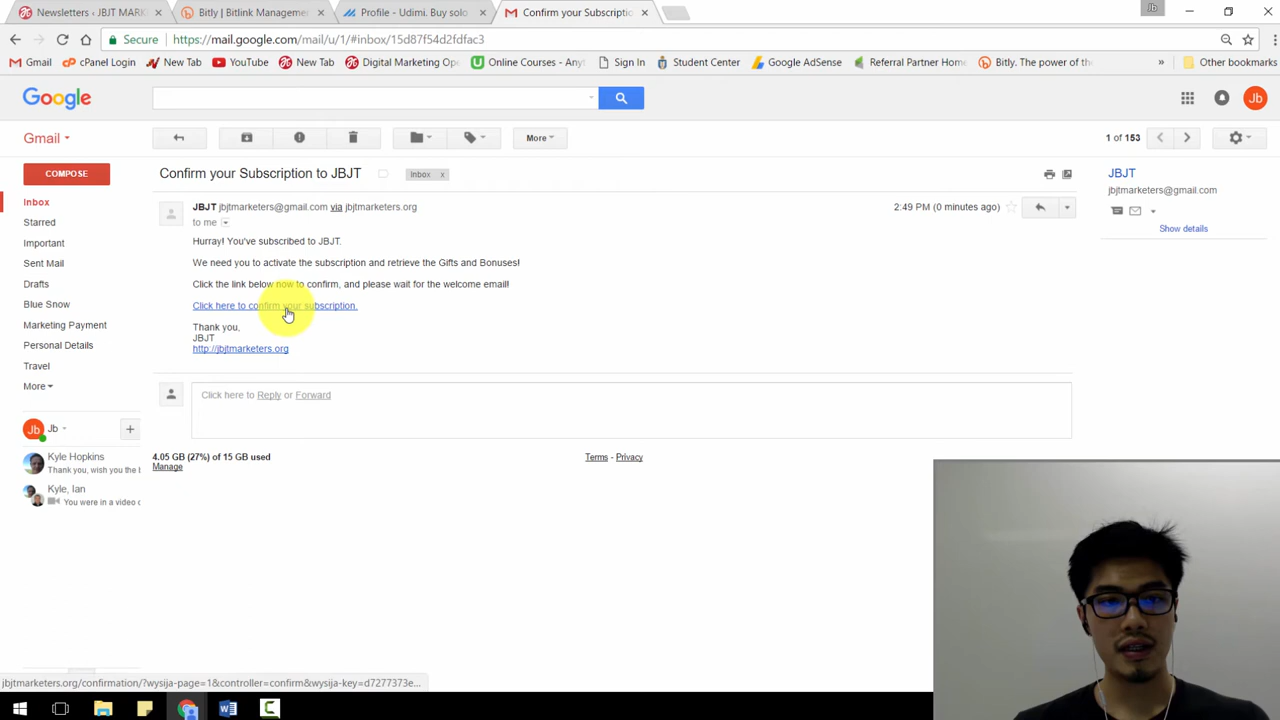 Newsletters ‹ JBJT MARK
Bitly | Bitlink Manageme
Profile - Udimi. Buy solo
Confirm your Subscriptio
Jb
Secure
https://mail.google.com/mail/u/1/#inbox/15d87f54d2fdfac3
Gmail
cPanel Login
New Tab
YouTube
New Tab
Digital Marketing Ope
Online Courses - Anyt
Sign In
Student Center
Google AdSense
Referral Partner Home
Bitly. The power of the
»
Other bookmarks
Google
Jb
Gmail
More
1 of 153
COMPOSE
Confirm your Subscription to JBJT
Inbox x
JBJT
jbjtmarketers@gmail.com
Show details
Inbox
Starred
Important
Sent Mail
Drafts
Blue Snow
Marketing Payment
Personal Details
Travel
More
JBJT jbjtmarketers@gmail.com via jbjtmarketers.org
2:49 PM (0 minutes ago)
to me
Hurray! You've subscribed to JBJT.
We need you to activate the subscription and retrieve the Gifts and Bonuses!
Click the link below now to confirm, and please wait for the welcome email!
Click here to confirm your subscription.
Thank you,
JBJT
http://jbjtmarketers.org
Click here to Reply or Forward
Jb
Jb
Kyle Hopkins
Thank you, wish you the b
Kyle, Ian
You were in a video c
4.05 GB (27%) of 15 GB used
Manage
Terms - Privacy
jbjtmarketers.org/confirmation/?wysija-page=1&controller=confirm&wysija-key=d7277373e...